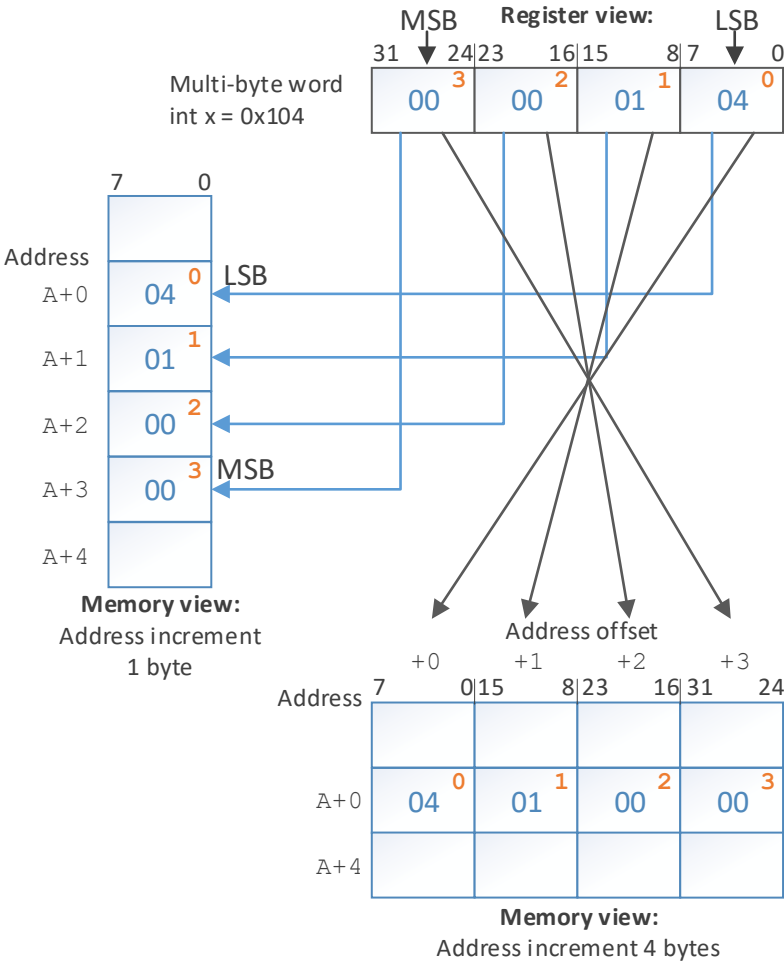 MSB Register view: LSB
31 24 23 16 15 8 7 0
Multi-byte word
int x = 0x104
00 3 00 2 01 1 04 0
7 0
Address
A+0 04 0 LSB
A+1 01 1
A+2 00 2
A+3 00 3 MSB
A+4
Memory view:
Address increment
1 byte
Address offset
+0 +1 +2 +3
Address 7 0 15 8 23 16 31 24
A+0 04 0 01 1 00 2 00 3
A+4
Memory view:
Address increment 4 bytes